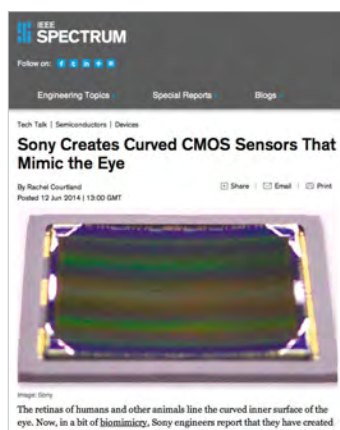 IEEE
SPECTRUM
Follow on:
Engineering Topics
Special Reports
Blogs
Tech Talk | Semiconductors | Devices
Sony Creates Curved CMOS Sensors That
Mimic the Eye
By Rachel Courtland
Share | Email | Print
Posted 12 Jun 2014 | 13:00 GMT
Image: Sony
The retinas of humans and other animals line the curved inner surface of the
eye. Now, in a bit of biomimicry, Sony engineers report that they have created